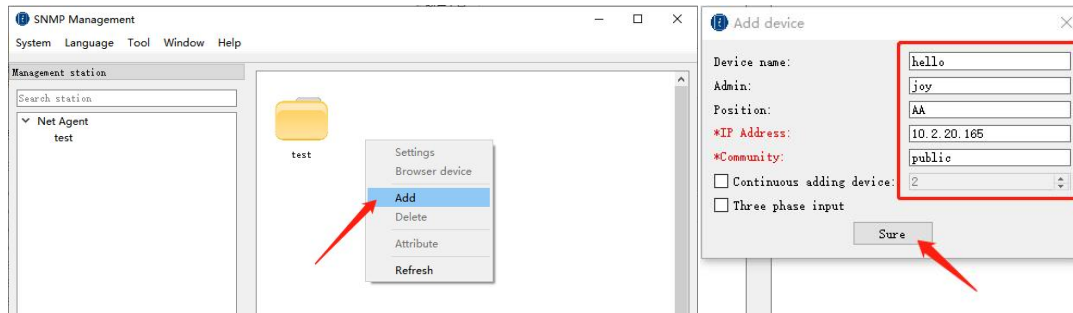 SNMP Management
System Language Tool Window Help
Management station
Search station
Net Agent
test
test
Settings
Browser device
Add
Delete
Attribute
Refresh
Add device
Device name: hello
Admin: joy
Position: AA
*IP Address: 10.2.20.165
*Community: public
Continuous adding device: 2
Three phase input
Sure